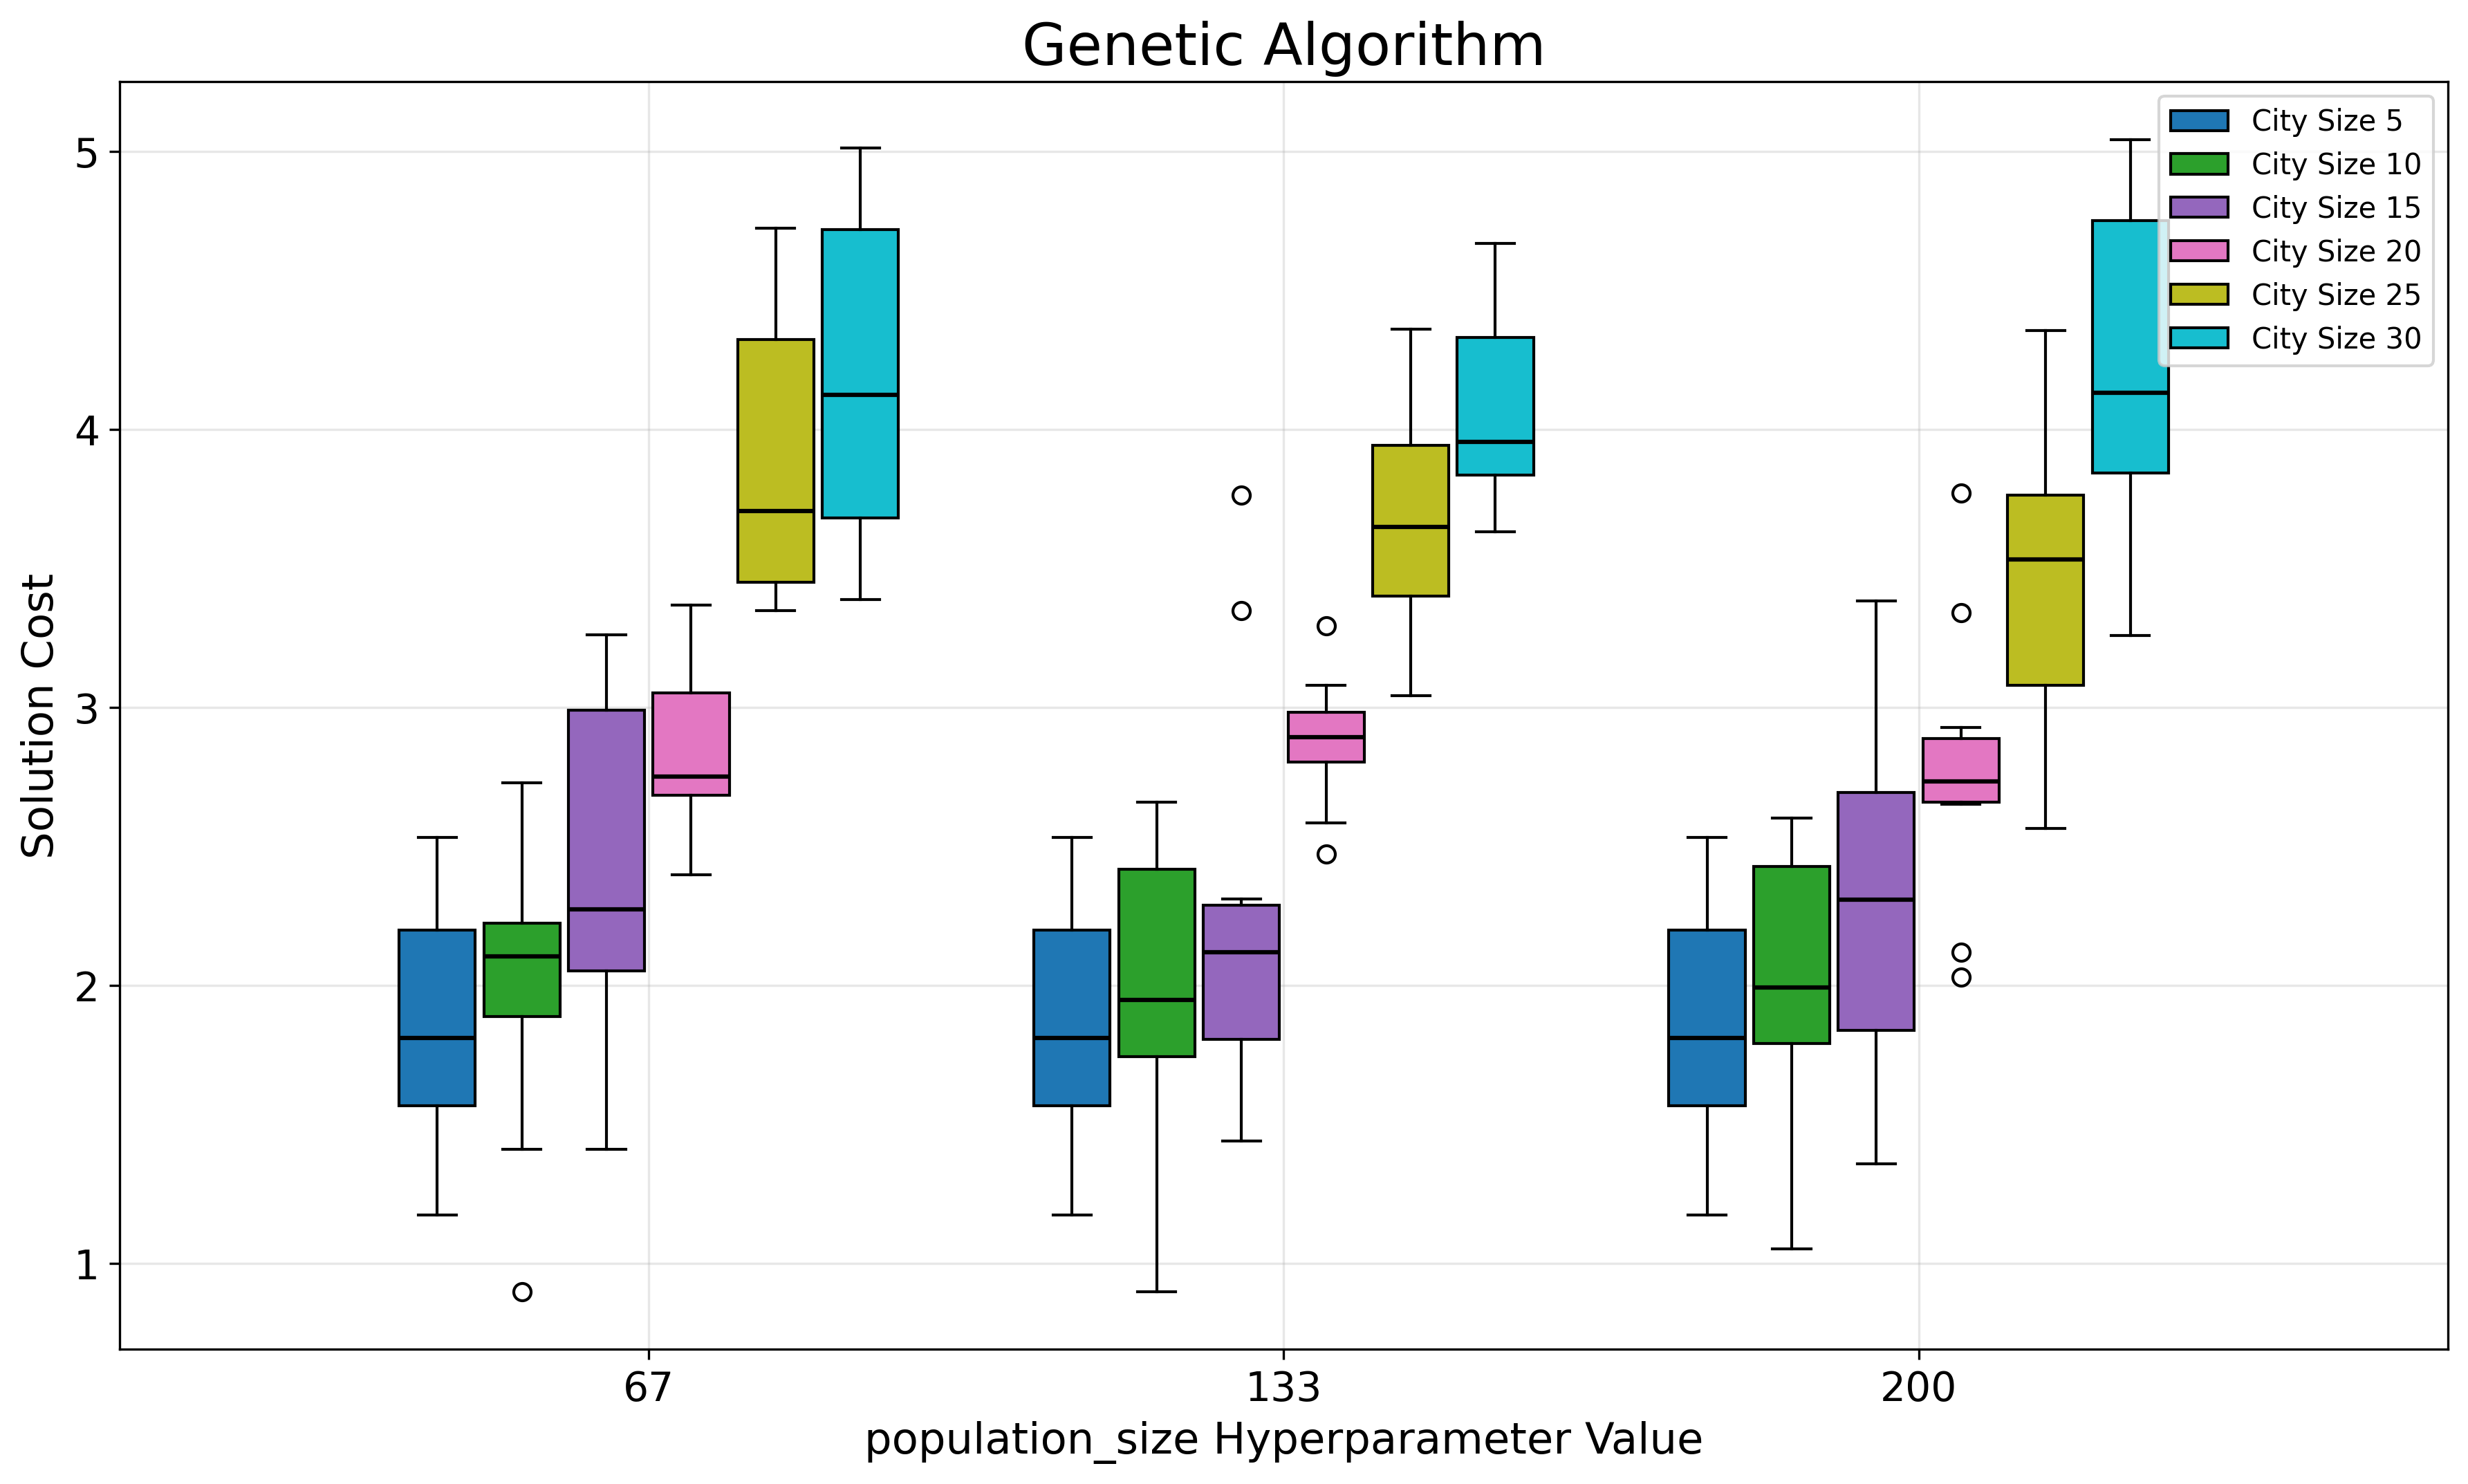 Genetic Algorithm
City Size 5
City Size 10
City Size 15
City Size 20
City Size 25
City Size 30
Solution Cost
5
4
3
2
1
67 133 200
population_size Hyperparameter Value